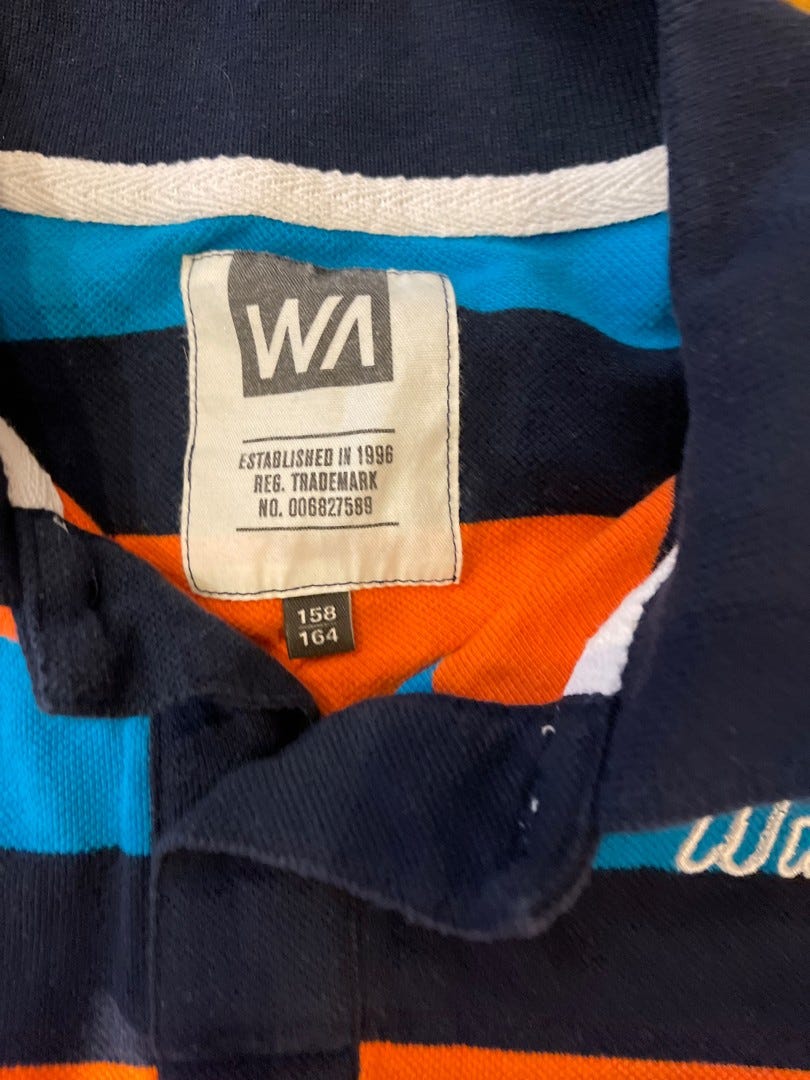 WA
ESTABLISHED IN 1996
REG. TRADEMARK
NO. 006827589
158
164